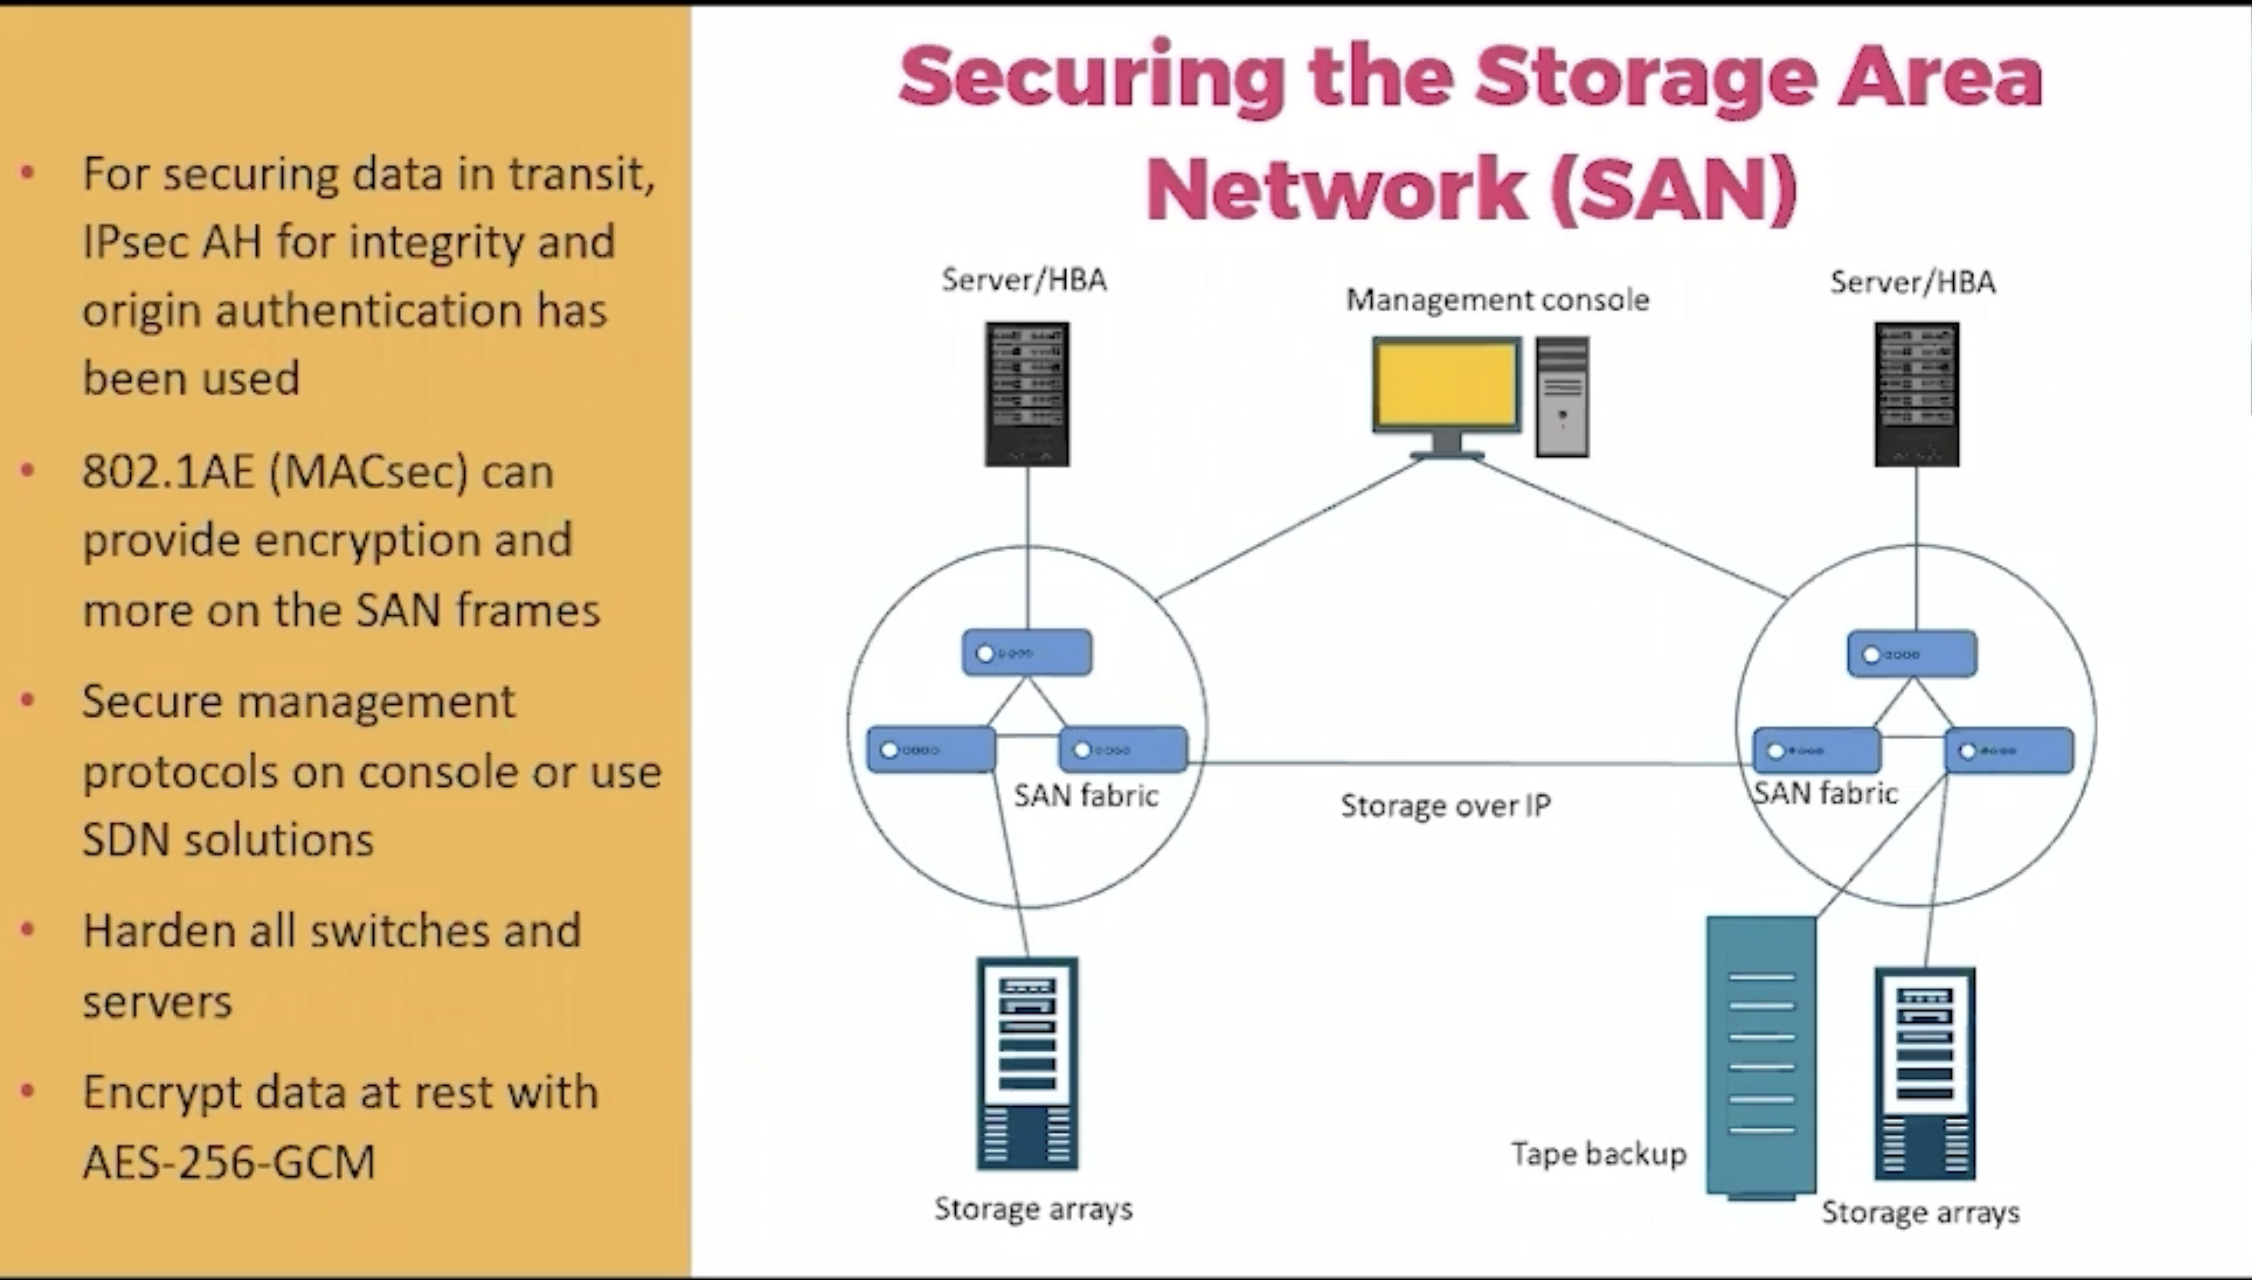 Securing the Storage Area
Network (SAN)
• For securing data in transit,
IPsec AH for integrity and
origin authentication has
been used
• 802.1AE (MACsec) can
provide encryption and
more on the SAN frames
• Secure management
protocols on console or use
SDN solutions
• Harden all switches and
servers
• Encrypt data at rest with
AES-256-GCM
Server/HBA
Management console
Server/HBA
SAN fabric
Storage over IP
SAN fabric
Tape backup
Storage arrays
Storage arrays